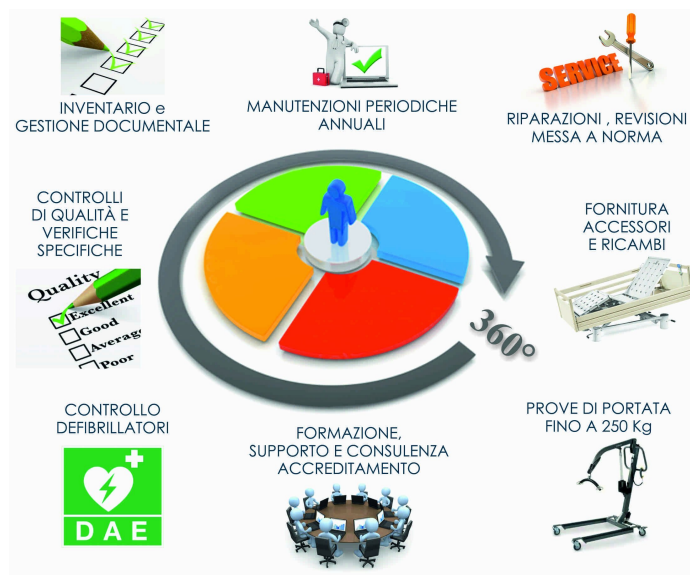 INVENTARIO e
GESTIONE DOCUMENTALE
MANUTENZIONI PERIODICHE
ANNUALI
SERVICE
RIPARAZIONI , REVISIONI
MESSA A NORMA
CONTROLLI
DI QUALITÀ E
VERIFICHE
SPECIFICHE
Quality
Excellent
Good
Averag
Poor
FORNITURA
ACCESSORI
E RICAMBI
360°
CONTROLLO
DEFIBRILLATORI
DAE
FORMAZIONE,
SUPPORTO E CONSULENZA
ACCREDITAMENTO
PROVE DI PORTATA
FINO A 250 Kg